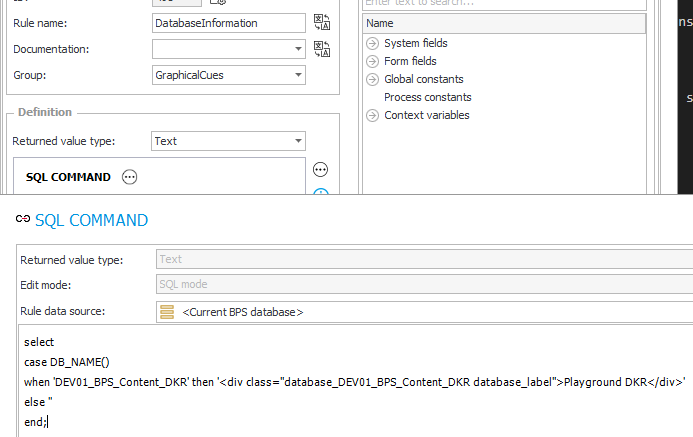 Rule name:
DatabaseInformation
Documentation:
Group:
GraphicalCues
Definition
Returned value type:
Text
SQL COMMAND
Enter text to search...
Name
System fields
Form fields
Global constants
Process constants
Context variables
ns
s
SQL COMMAND
Returned value type:
Text
Edit mode:
SQL mode
Rule data source:
<Current BPS database>
select
case DB_NAME()
when 'DEV01_BPS_Content_DKR' then '<div class="database_DEV01_BPS_Content_DKR database_label">Playground DKR</div>'
else ''
end;